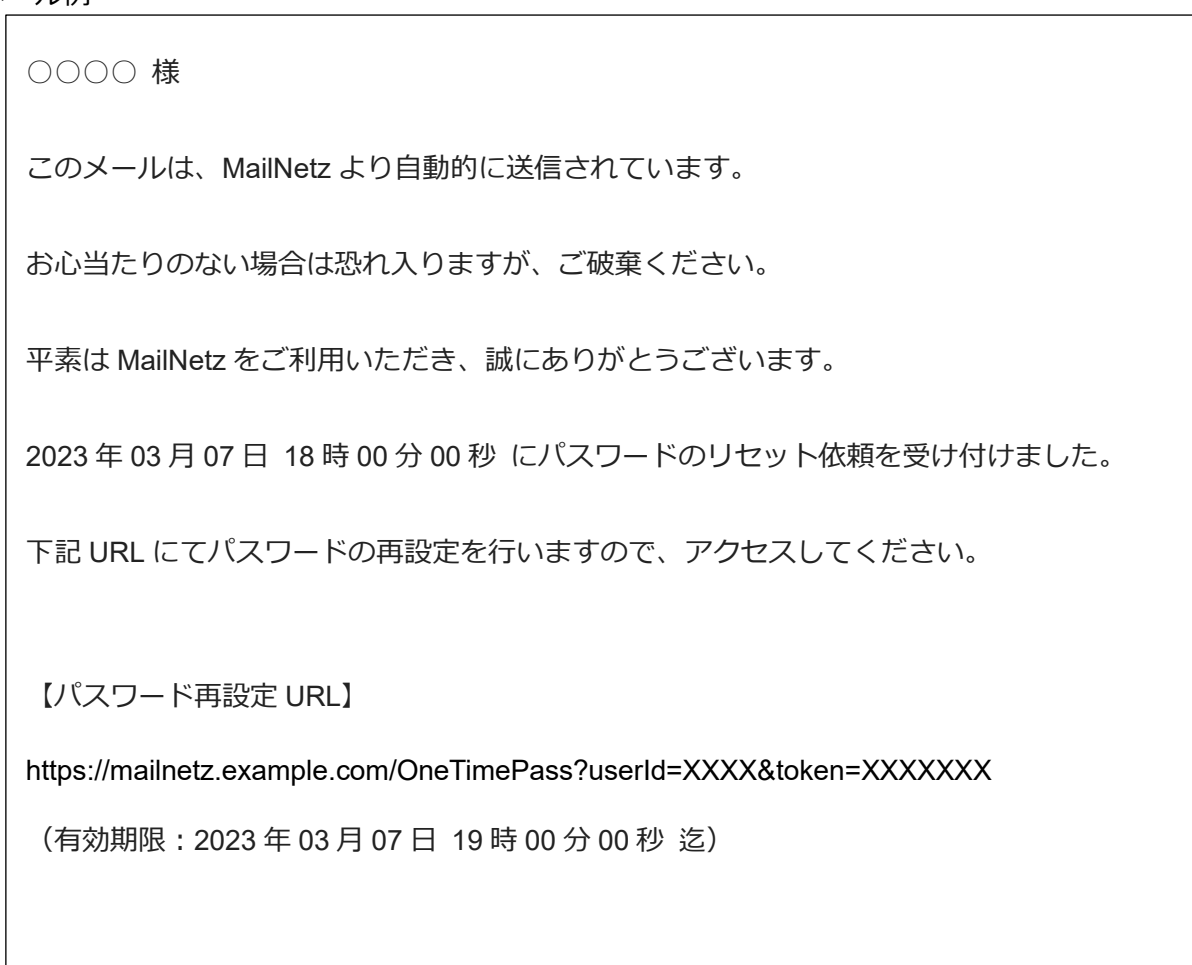 ○○○○ 様
このメールは、MailNetz より自動的に送信されています。
お心当たりのない場合は恐れ入りますが、ご破棄ください。
平素は MailNetz をご利用いただき、誠にありがとうございます。
2023 年 03 月 07 日 18 時 00 分 00 秒 にパスワードのリセット依頼を受け付けました。
下記 URL にてパスワードの再設定を行いますので、アクセスしてください。
【パスワード再設定 URL】
https://mailnetz.example.com/OneTimePass?userId=XXXX&token=XXXXXXX
（有効期限：2023 年 03 月 07 日 19 時 00 分 00 秒 迄）